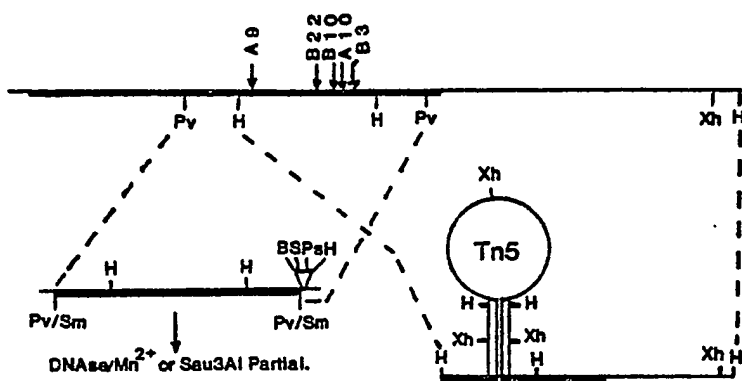 A9 B22 B10 A10 B3
Pv H H Pv Xh H
Xh
Tn5
BSPsH
H H
H H
Pv/Sm Pv/Sm
Xh Xh
H H Xh H
DNAse/Mn2+ or Sau3AI Partial.